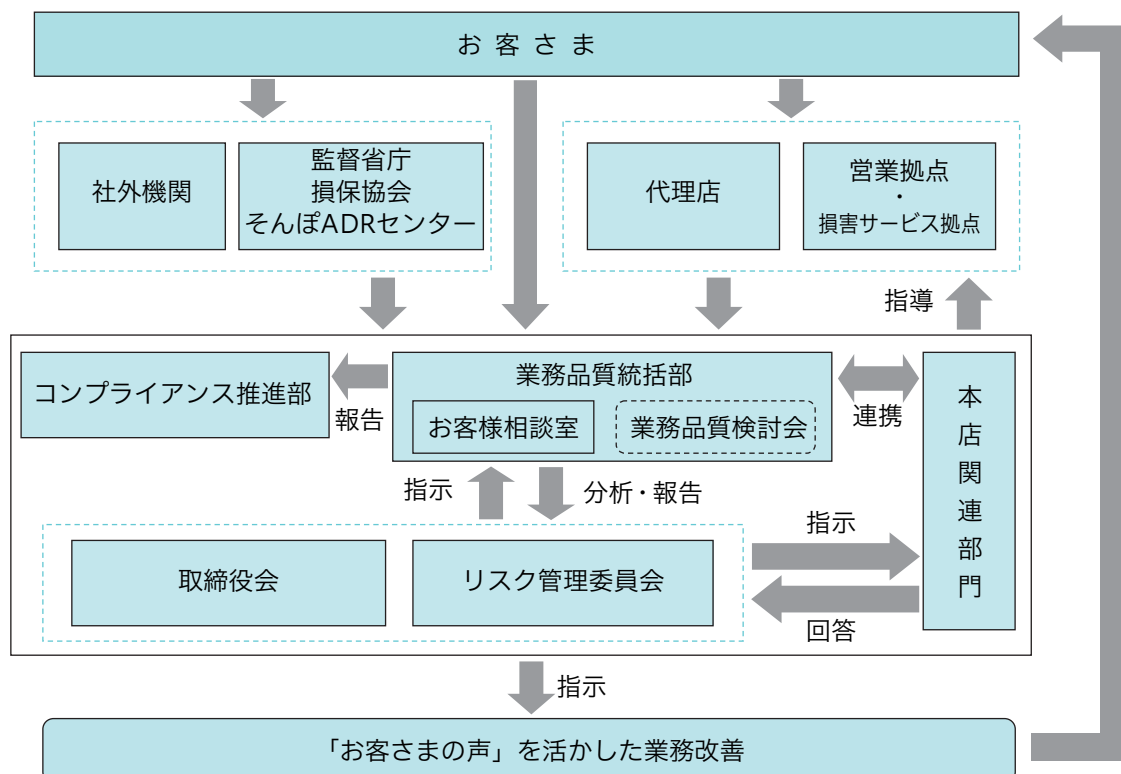 お客さま
社外機関
監督省庁
損保協会
そんぽADRセンター
代理店
営業拠点
・
損害サービス拠点
指導
コンプライアンス推進部
報告
業務品質統括部
お客様相談室
業務品質検討会
連携
本店関連部門
指示
分析・報告
取締役会
リスク管理委員会
指示
回答
指示
「お客さまの声」を活かした業務改善